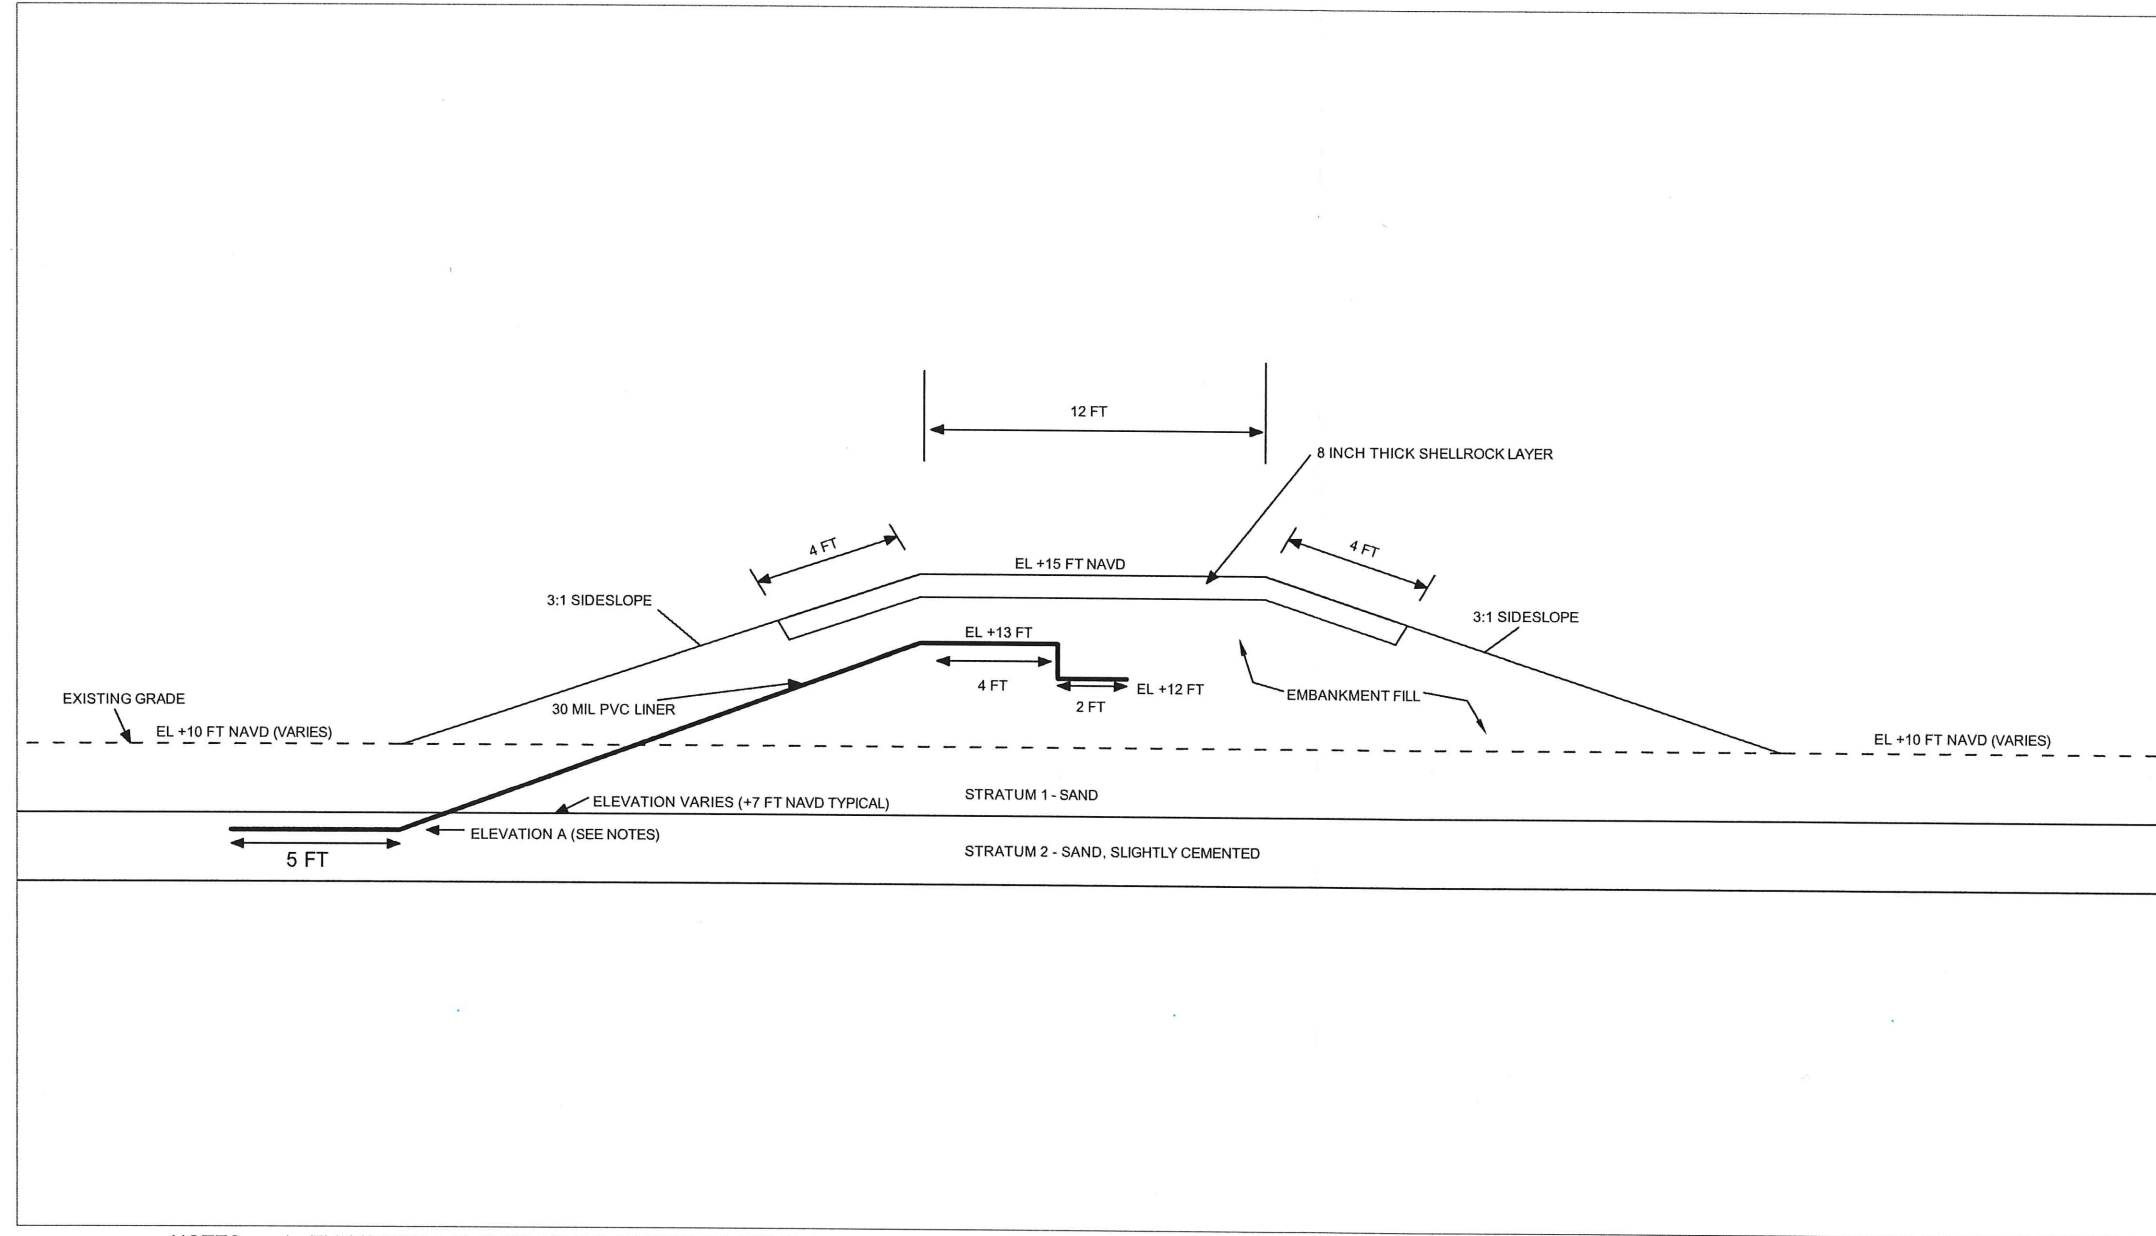 12 FT
8 INCH THICK SHELLROCK LAYER
4 FT
4 FT
EL +15 FT NAVD
3:1 SIDESLOPE
3:1 SIDESLOPE
EL +13 FT
4 FT
EL +12 FT
2 FT
EMBANKMENT FILL
EXISTING GRADE
30 MIL PVC LINER
EL +10 FT NAVD (VARIES)
EL +10 FT NAVD (VARIES)
STRATUM 1 - SAND
ELEVATION VARIES (+7 FT NAVD TYPICAL)
ELEVATION A (SEE NOTES)
5 FT
STRATUM 2 - SAND, SLIGHTLY CEMENTED